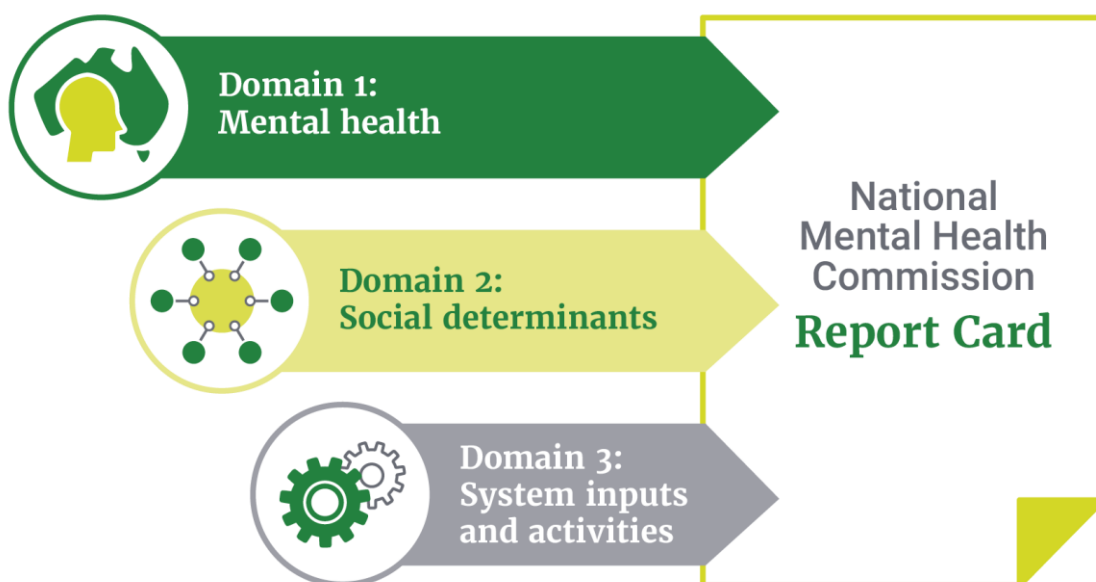 Domain 1:
Mental health
Domain 2:
Social determinants
Domain 3:
System inputs
and activities
National
Mental Health
Commission
Report Card